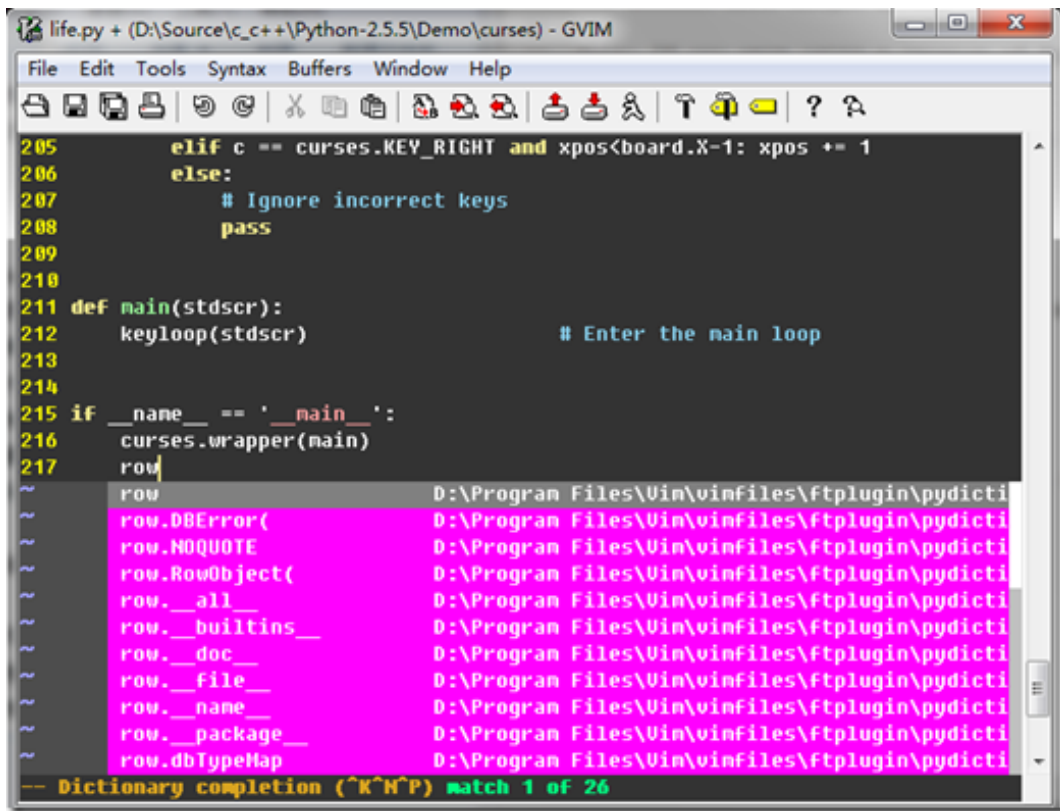 life.py + (D:\Source\c_c++\Python-2.5.5\Demo\curses) - GVIM
File Edit Tools Syntax Buffers Window Help
205         elif c == curses.KEY_RIGHT and xpos<board.X-1: xpos += 1
206         else:
207             # Ignore incorrect keys
208             pass
209
210
211 def main(stdscr):
212     keyloop(stdscr)                    # Enter the main loop
213
214
215 if __name__ == '__main__':
216     curses.wrapper(main)
217     row
~       row                   D:\Program Files\Vim\vimfiles\ftplugin\pydicti
~       row.DBError(          D:\Program Files\Vim\vimfiles\ftplugin\pydicti
~       row.NOQUOTE           D:\Program Files\Vim\vimfiles\ftplugin\pydicti
~       row.RowObject(        D:\Program Files\Vim\vimfiles\ftplugin\pydicti
~       row.__all__           D:\Program Files\Vim\vimfiles\ftplugin\pydicti
~       row.__builtins__      D:\Program Files\Vim\vimfiles\ftplugin\pydicti
~       row.__doc__           D:\Program Files\Vim\vimfiles\ftplugin\pydicti
~       row.__file__          D:\Program Files\Vim\vimfiles\ftplugin\pydicti
~       row.__name__          D:\Program Files\Vim\vimfiles\ftplugin\pydicti
~       row.__package__       D:\Program Files\Vim\vimfiles\ftplugin\pydicti
~       row.dbTypeMap         D:\Program Files\Vim\vimfiles\ftplugin\pydicti
-- Dictionary completion (^K^N^P) match 1 of 26